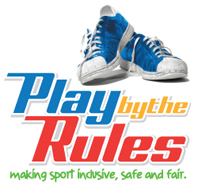 Play by the
Rules
making sport inclusive, safe and fair.